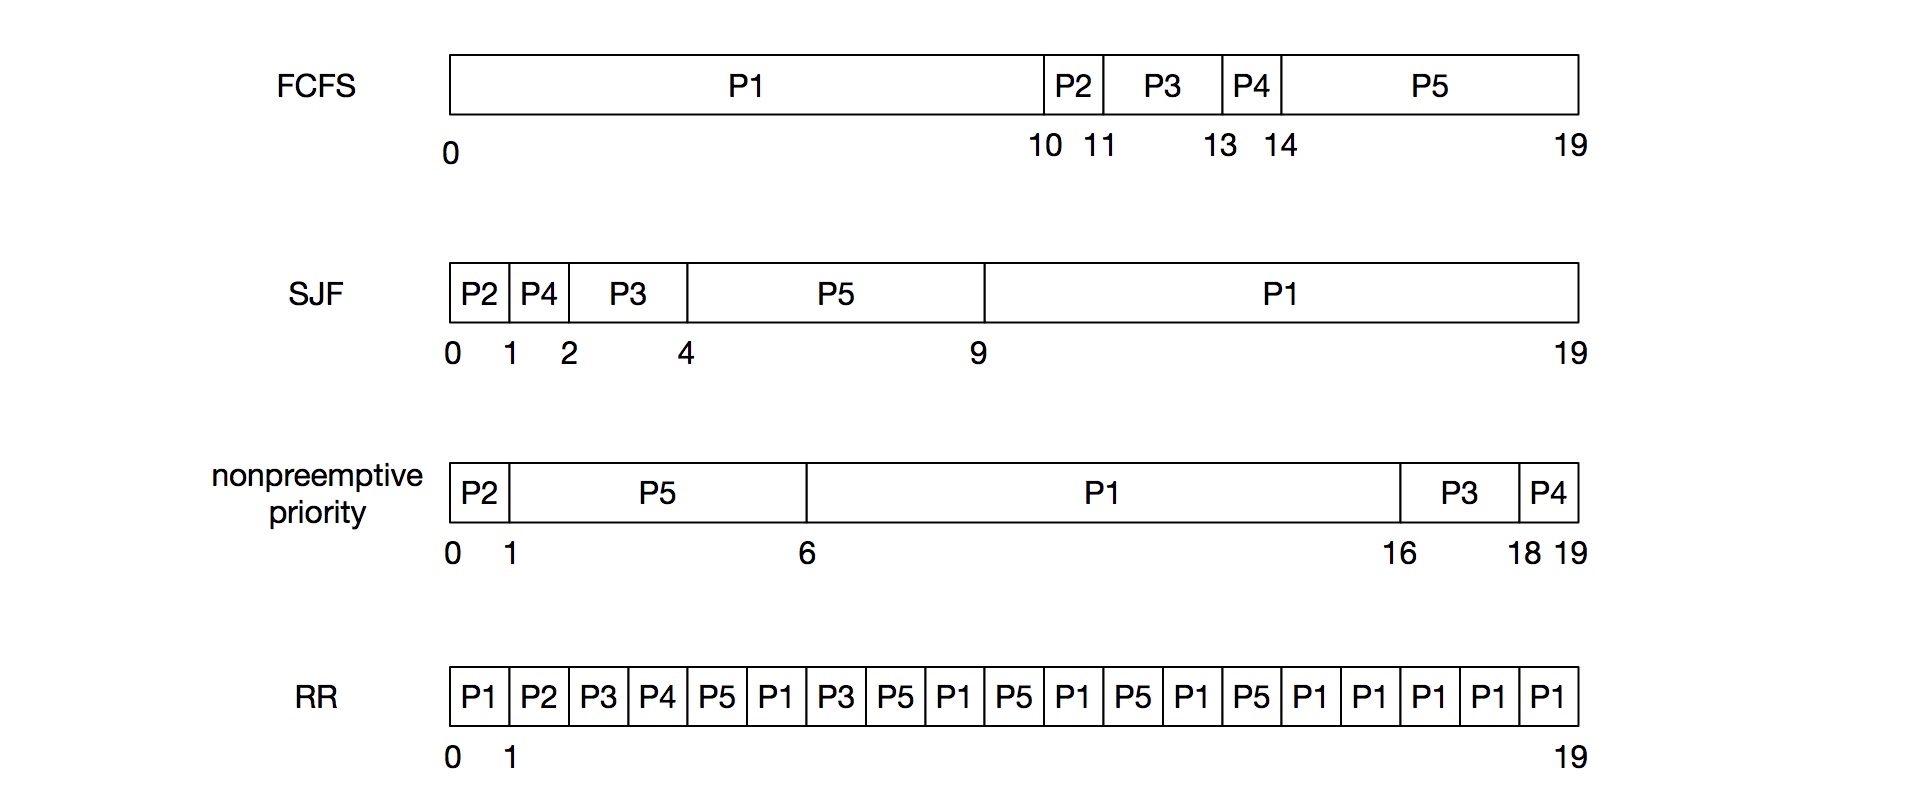 FCFS P1 P2 P3 P4 P5
0 10 11 13 14 19
SJF P2 P4 P3 P5 P1
0 1 2 4 9 19
nonpreemptive
priority
P2 P5 P1 P3 P4
0 1 6 16 18 19
RR P1 P2 P3 P4 P5 P1 P3 P5 P1 P5 P1 P5 P1 P5 P1 P1 P1 P1 P1
0 1 19